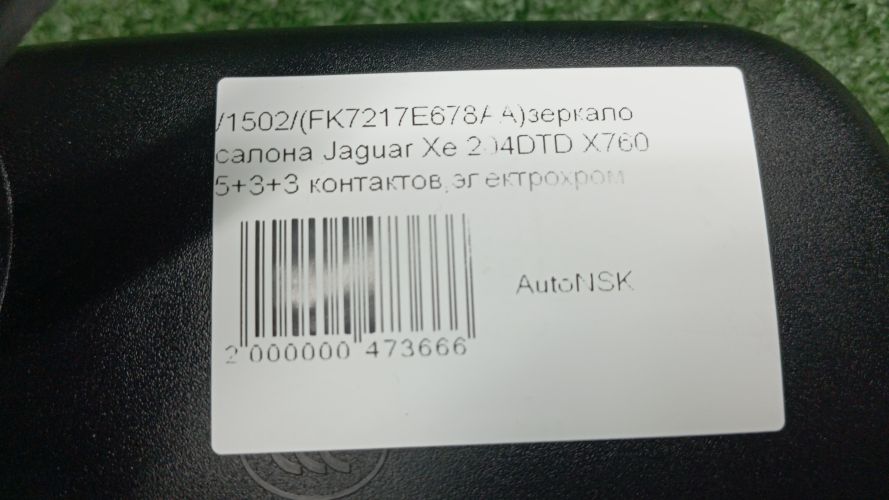 /1502/(FK7217E678AA)зеркало
салона Jaguar Xe 204DTD X760
5+3+3 контактов,электрохром
AutoNSK
2 000000 473666